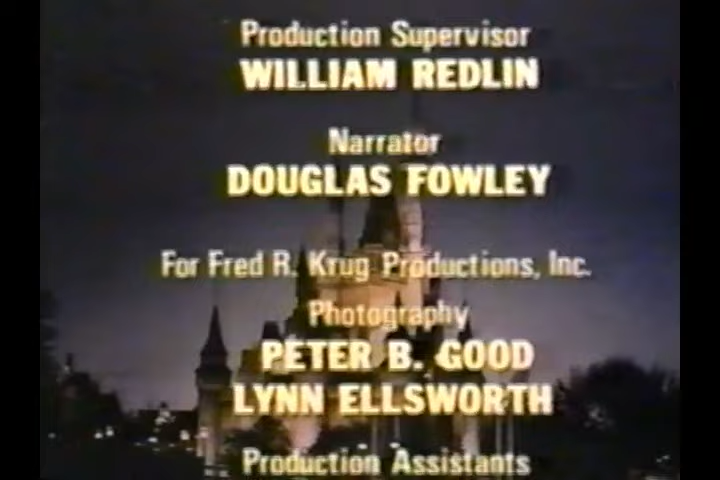 Production Supervisor
WILLIAM REDLIN
Narrator
DOUGLAS FOWLEY
For Fred R. Krug Productions, Inc.
Photography
PETER B. GOOD
LYNN ELLSWORTH
Production Assistants